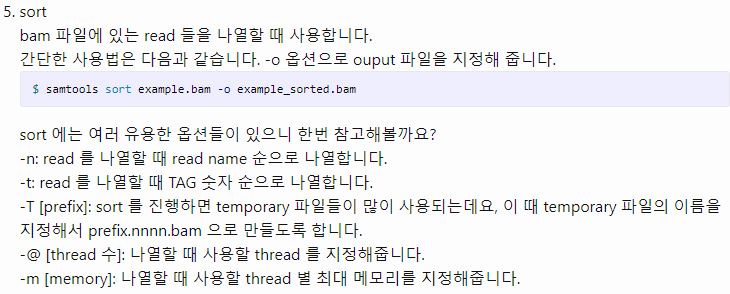 5. sort
bam 파일에 있는 read 들을 나열할 때 사용합니다.
간단한 사용법은 다음과 같습니다. -o 옵션으로 ouput 파일을 지정해 줍니다.
$ samtools sort example.bam -o example_sorted.bam
sort 에는 여러 유용한 옵션들이 있으니 한번 참고해볼까요?
-n: read 를 나열할 때 read name 순으로 나열합니다.
-t: read 를 나열할 때 TAG 숫자 순으로 나열합니다.
-T [prefix]: sort 를 진행하면 temporary 파일들이 많이 사용되는데요, 이 때 temporary 파일의 이름을
지정해서 prefix.nnnn.bam 으로 만들도록 합니다.
-@ [thread 수]: 나열할 때 사용할 thread 를 지정해줍니다.
-m [memory]: 나열할 때 사용할 thread 별 최대 메모리를 지정해줍니다.